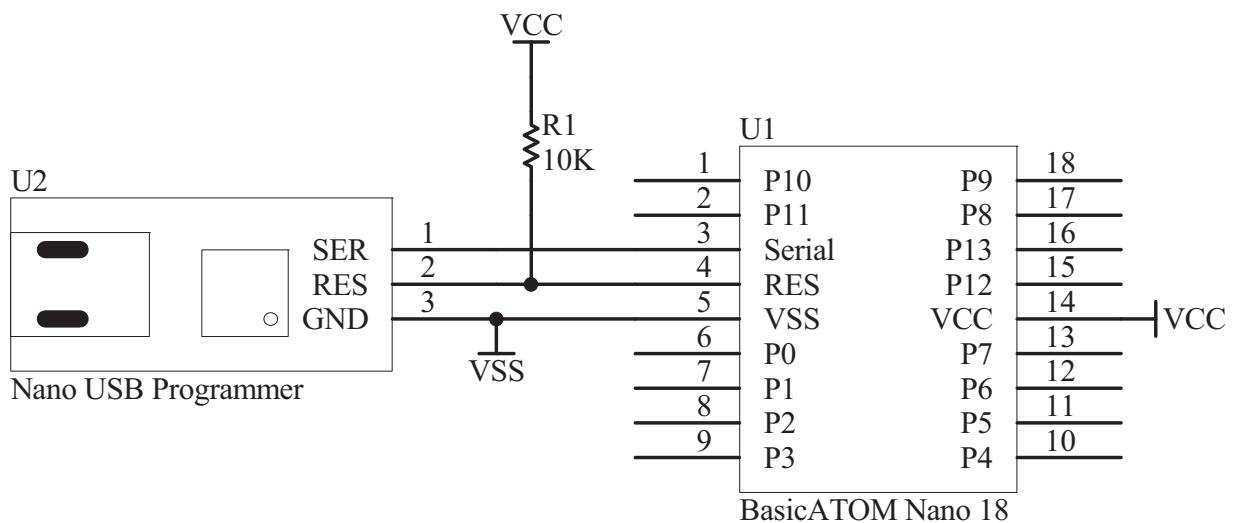 VCC
R1
10K
U2
SER 1
RES 2
GND 3
VSS
Nano USB Programmer
U1
1 P10 P9 18
2 P11 P8 17
3 Serial P13 16
4 RES P12 15
5 VSS VCC 14 VCC
6 P0 P7 13
7 P1 P6 12
8 P2 P5 11
9 P3 P4 10
BasicATOM Nano 18